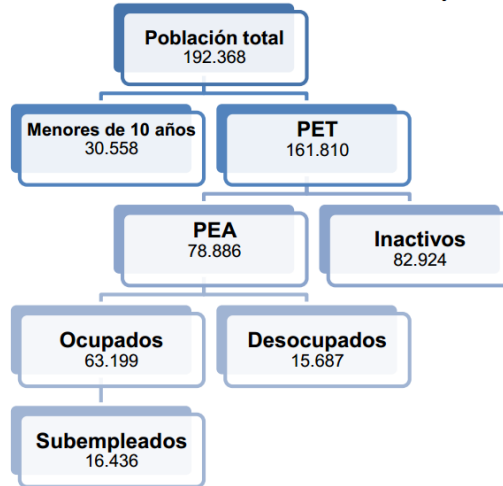 Población total
192.368
Menores de 10 años
30.558
PET
161.810
PEA
78.886
Inactivos
82.924
Ocupados
63.199
Desocupados
15.687
Subempleados
16.436